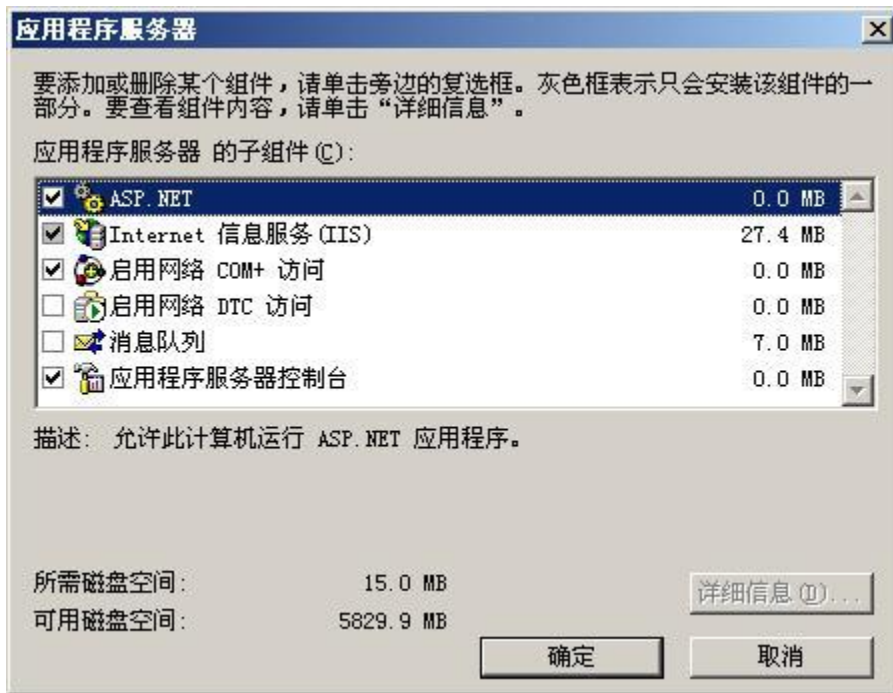 应用程序服务器
要添加或删除某个组件，请单击旁边的复选框。灰色框表示只会安装该组件的一
部分。要查看组件内容，请单击“详细信息”。
应用程序服务器 的子组件(C):
ASP.NET 0.0 MB
Internet 信息服务(IIS) 27.4 MB
启用网络 COM+ 访问 0.0 MB
启用网络 DTC 访问 0.0 MB
消息队列 7.0 MB
应用程序服务器控制台 0.0 MB
描述: 允许此计算机运行 ASP.NET 应用程序。
所需磁盘空间: 15.0 MB
详细信息(D)...
可用磁盘空间: 5829.9 MB
确定 取消